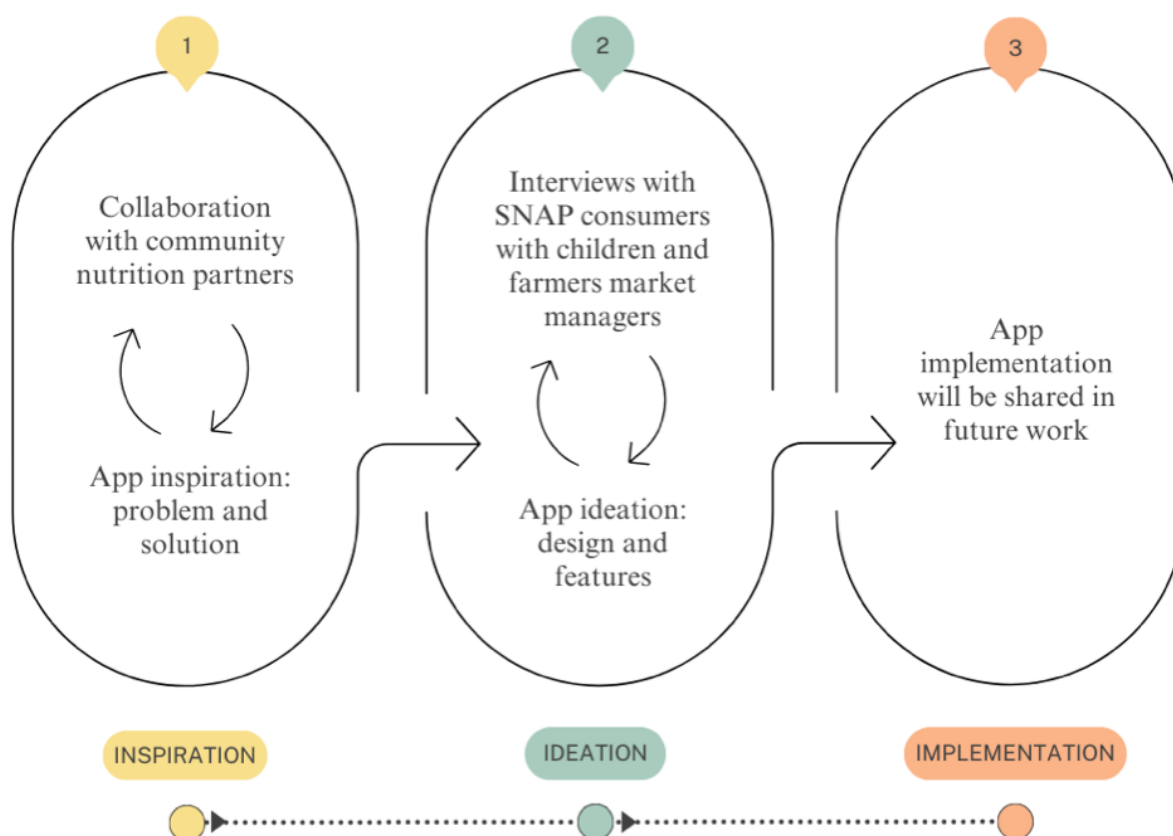 1
Collaboration
with community
nutrition partners
App inspiration:
problem and
solution
INSPIRATION
2
Interviews with
SNAP consumers
with children and
farmers market
managers
App ideation:
design and
features
IDEATION
3
App
implementation
will be shared in
future work
IMPLEMENTATION